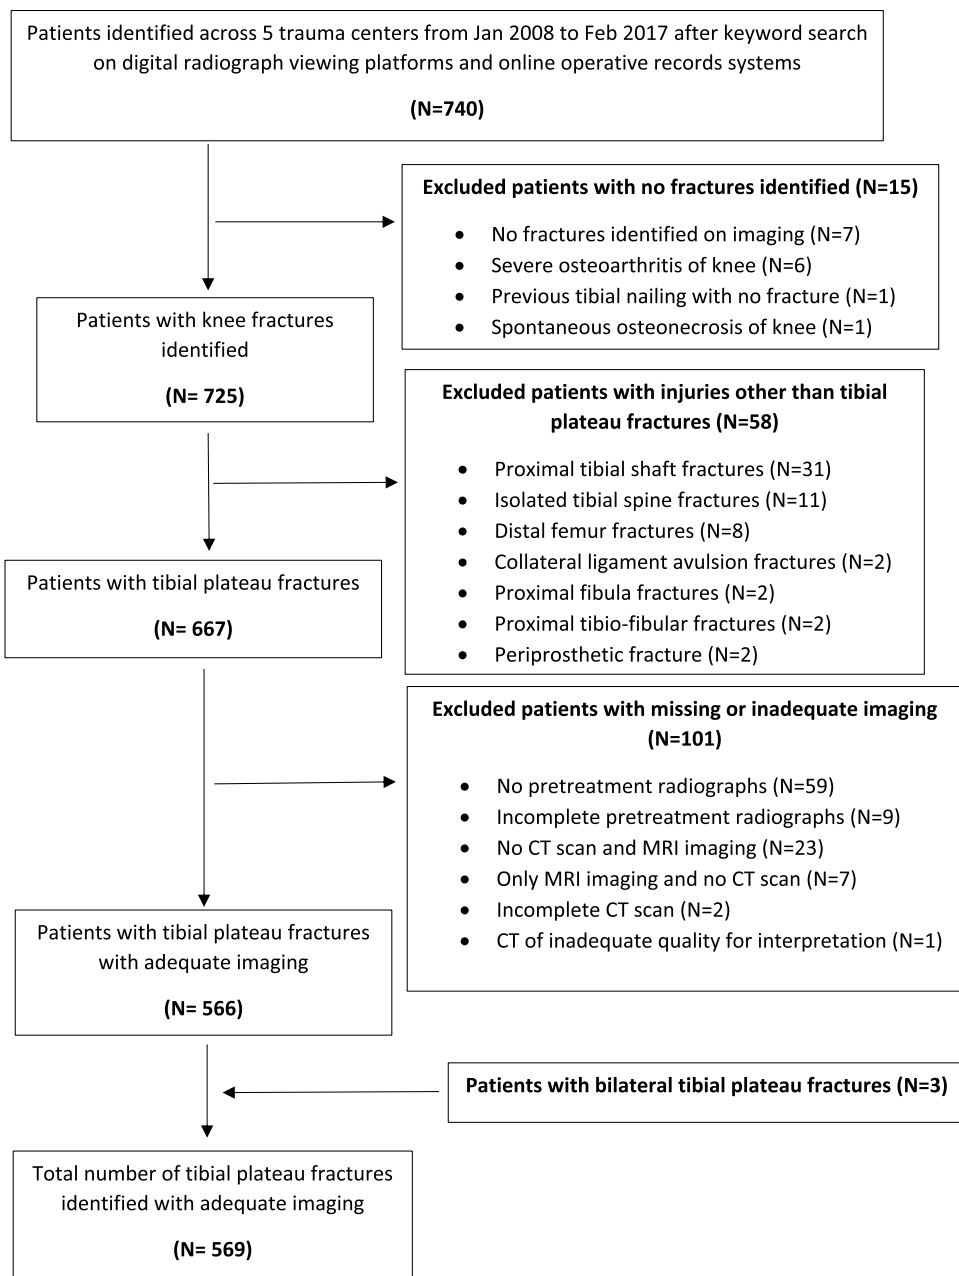 Patients identified across 5 trauma centers from Jan 2008 to Feb 2017 after keyword search
on digital radiograph viewing platforms and online operative records systems
(N=740)
Excluded patients with no fractures identified (N=15)
• No fractures identified on imaging (N=7)
• Severe osteoarthritis of knee (N=6)
• Previous tibial nailing with no fracture (N=1)
• Spontaneous osteonecrosis of knee (N=1)
Patients with knee fractures
identified
(N= 725)
Excluded patients with injuries other than tibial
plateau fractures (N=58)
• Proximal tibial shaft fractures (N=31)
• Isolated tibial spine fractures (N=11)
• Distal femur fractures (N=8)
• Collateral ligament avulsion fractures (N=2)
• Proximal fibula fractures (N=2)
• Proximal tibio-fibular fractures (N=2)
• Periprosthetic fracture (N=2)
Patients with tibial plateau fractures
(N= 667)
Excluded patients with missing or inadequate imaging
(N=101)
• No pretreatment radiographs (N=59)
• Incomplete pretreatment radiographs (N=9)
• No CT scan and MRI imaging (N=23)
• Only MRI imaging and no CT scan (N=7)
• Incomplete CT scan (N=2)
• CT of inadequate quality for interpretation (N=1)
Patients with tibial plateau fractures
with adequate imaging
(N= 566)
Patients with bilateral tibial plateau fractures (N=3)
Total number of tibial plateau fractures
identified with adequate imaging
(N= 569)